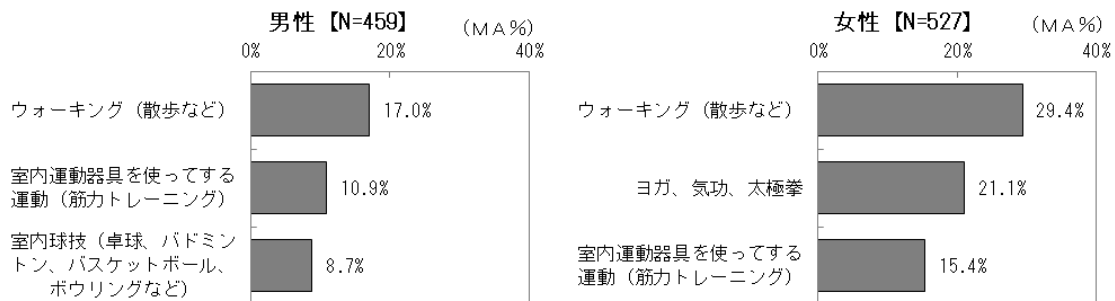 男性【N=459】 (MA%)
0% 20% 40%
ウォーキング（散歩など） 17.0%
室内運動器具を使ってする
運動（筋力トレーニング） 10.9%
室内球技（卓球、バドミン
トン、バスケットボール、 8.7%
ボウリングなど）
女性【N=527】 (MA%)
0% 20% 40%
ウォーキング（散歩など） 29.4%
ヨガ、気功、太極拳 21.1%
室内運動器具を使ってする
運動（筋力トレーニング） 15.4%